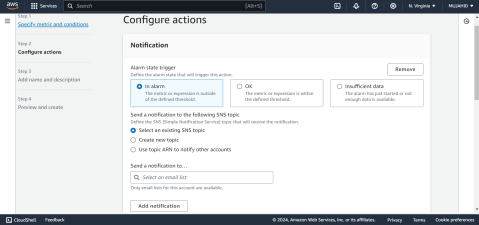 aws
Services
Search
[Alt+S]
N. Virginia
MUJAHID
Step 1
Specify metric and conditions
Step 2
Configure actions
Step 3
Add name and description
Step 4
Preview and create
Configure actions
Notification
Alarm state trigger
Define the alarm state that will trigger this action.
Remove
In alarm
The metric or expression is outside
of the defined threshold.
OK
The metric or expression is within
the defined threshold.
Insufficient data
The alarm has just started or not
enough data is available.
Send a notification to the following SNS topic
Define the SNS (Simple Notification Service) topic that will receive the notification.
Select an existing SNS topic
Create new topic
Use topic ARN to notify other accounts
Send a notification to…
Select an email list
Only email lists for this account are available.
Add notification
CloudShell
Feedback
© 2024, Amazon Web Services, Inc. or its affiliates.
Privacy
Terms
Cookie preferences